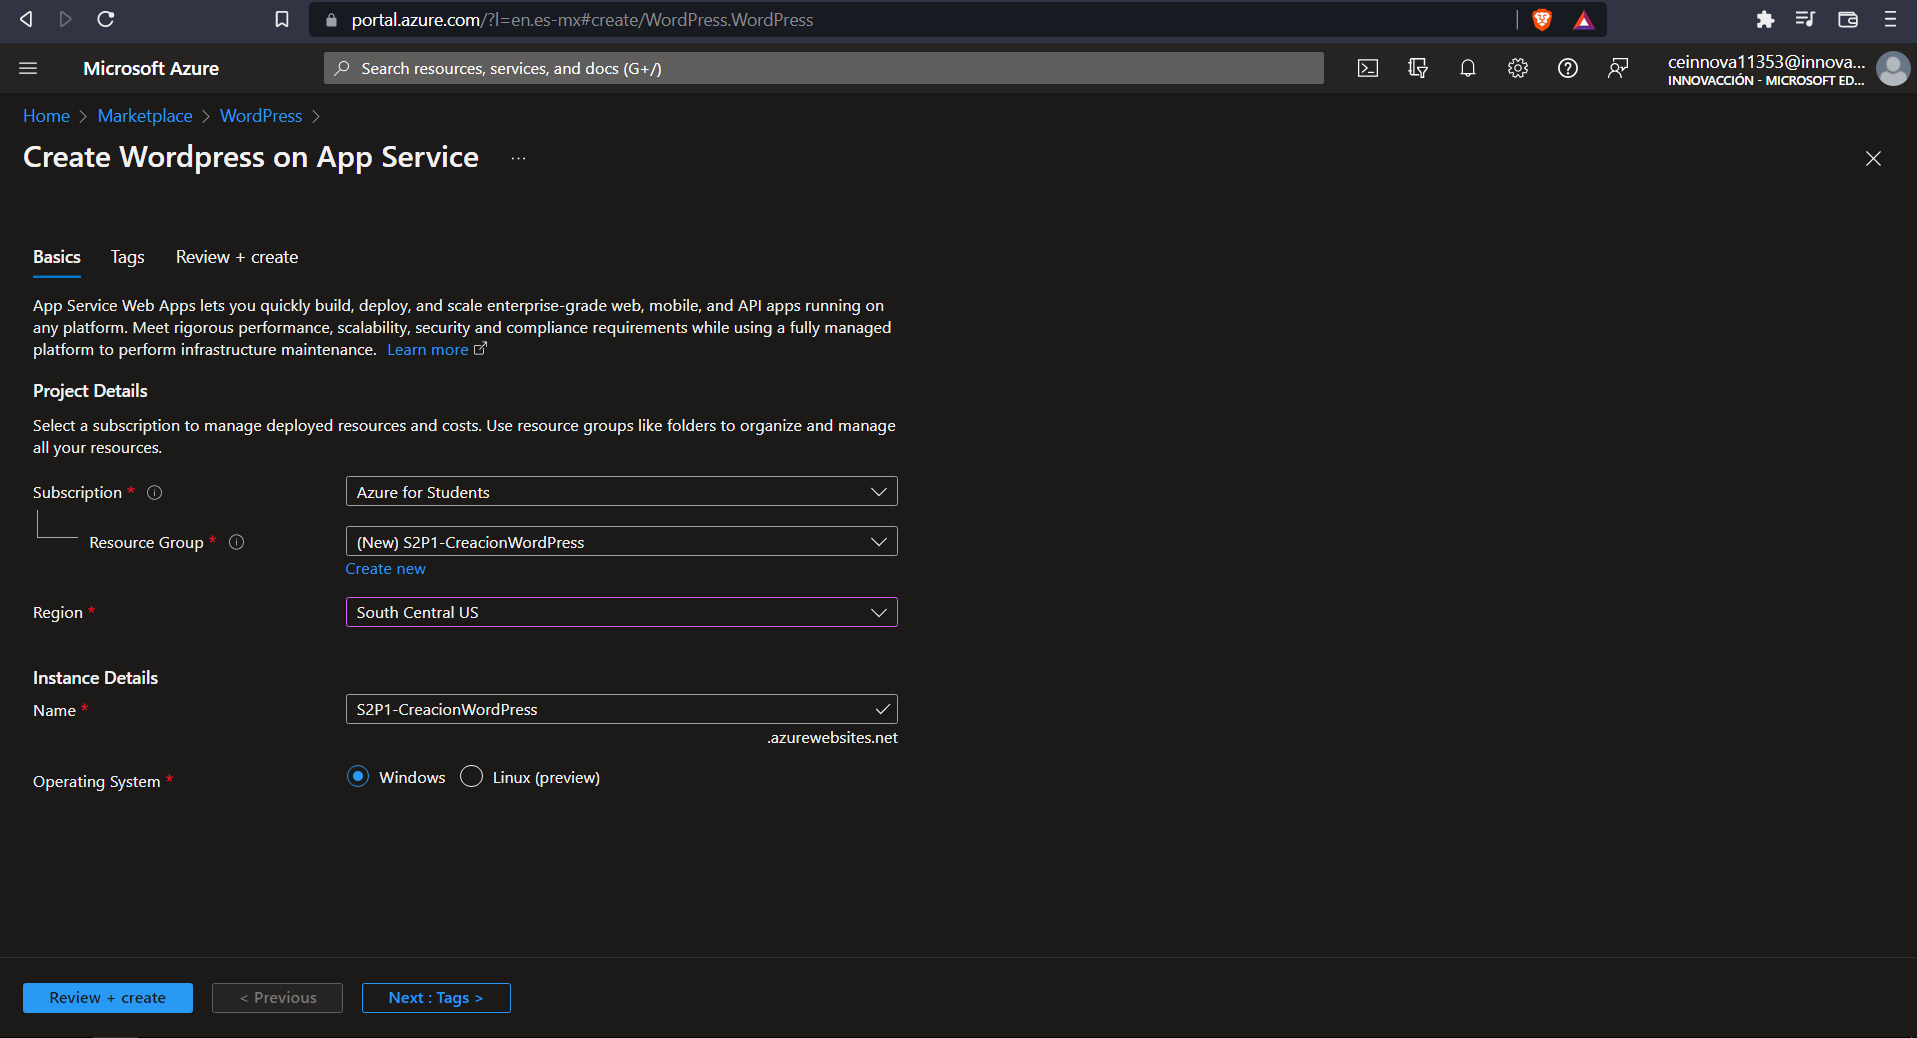 portal.azure.com/?l=en.es-mx#create/WordPress.WordPress
Microsoft Azure
Search resources, services, and docs (G+/)
ceinnova11353@innova...
INNOVACCIÓN - MICROSOFT ED...
Home > Marketplace > WordPress >
Create Wordpress on App Service ...
Basics Tags Review + create
App Service Web Apps lets you quickly build, deploy, and scale enterprise-grade web, mobile, and API apps running on
any platform. Meet rigorous performance, scalability, security and compliance requirements while using a fully managed
platform to perform infrastructure maintenance. Learn more
Project Details
Select a subscription to manage deployed resources and costs. Use resource groups like folders to organize and manage
all your resources.
Subscription * Azure for Students
Resource Group * (New) S2P1-CreacionWordPress
Create new
Region * South Central US
Instance Details
Name * S2P1-CreacionWordPress
.azurewebsites.net
Operating System * Windows Linux (preview)
Review + create < Previous Next : Tags >